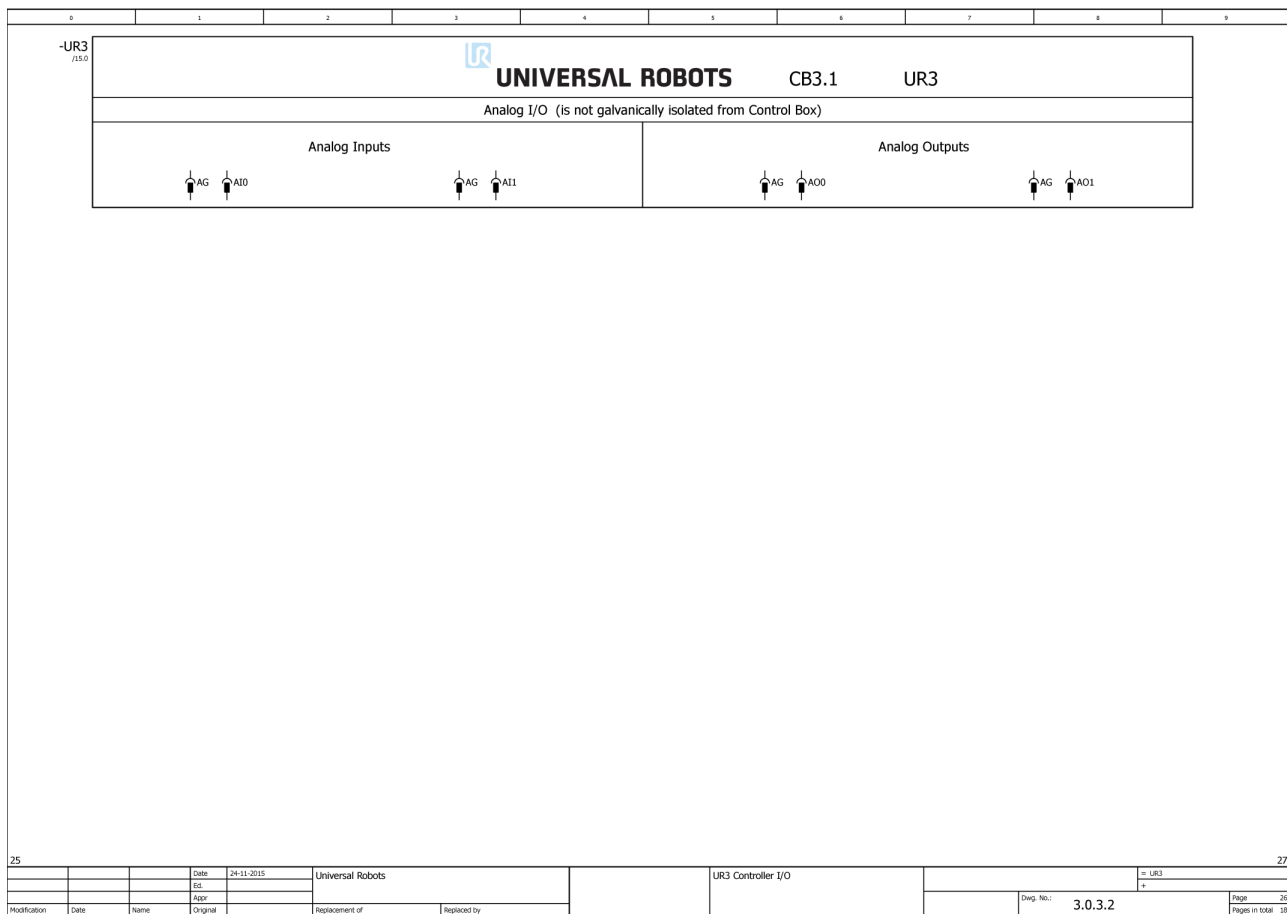 0 1 2 3 4 5 6 7 8 9
-UR3
/15.0
UR
UNIVERSAL ROBOTS CB3.1 UR3
Analog I/O (is not galvanically isolated from Control Box)
Analog Inputs Analog Outputs
AG AI0 AG AI1 AG AO0 AG AO1
25 27
Date 24-11-2015 Universal Robots UR3 Controller I/O = UR3
Ed. +
Appr Dwg. No.: 3.0.3.2 Page 26
Modification Date Name Original Replacement of Replaced by Pages in total